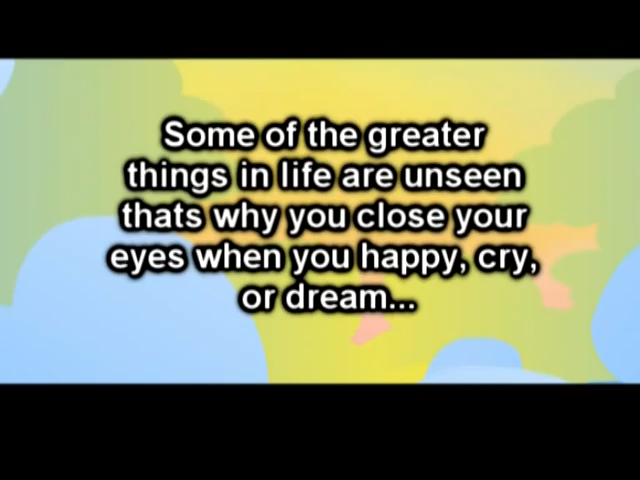 Some of the greater
things in life are unseen
thats why you close your
eyes when you happy, cry,
or dream...